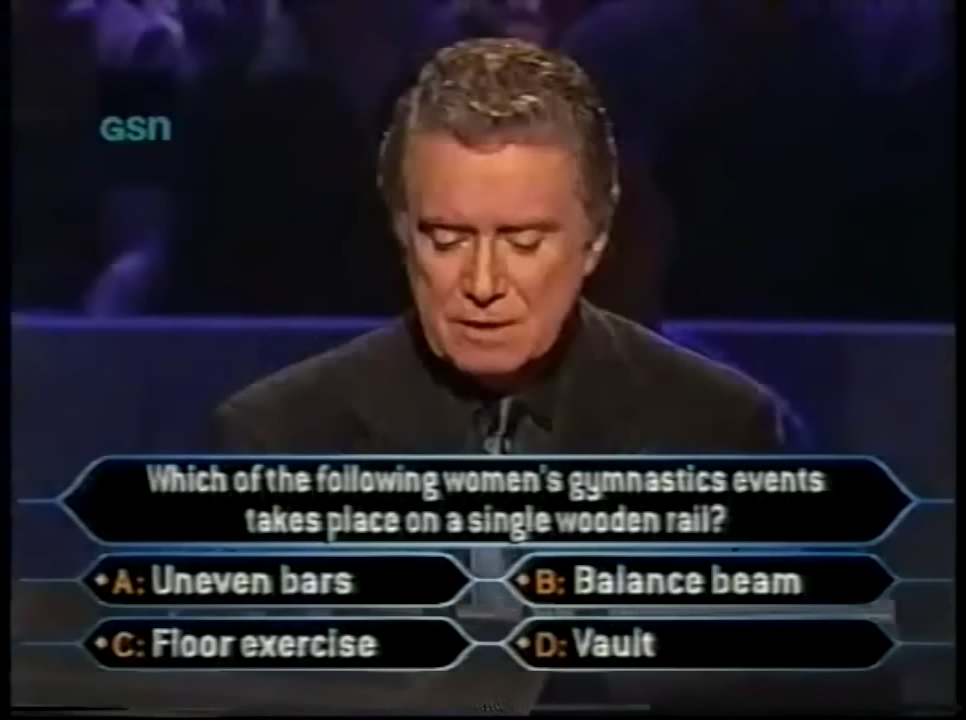 GSN
Which of the following women's gymnastics events
takes place on a single wooden rail?
A: Uneven bars
B: Balance beam
C: Floor exercise
D: Vault